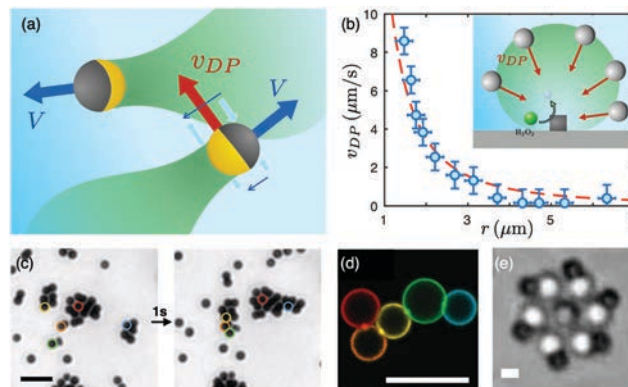 (a)
v_DP
V
V
(b)
10
8
6
4
2
0
v_DP (μm/s)
v_DP
H₂O₂
1
3
5
r (μm)
(c)
1s
(d)
(e)